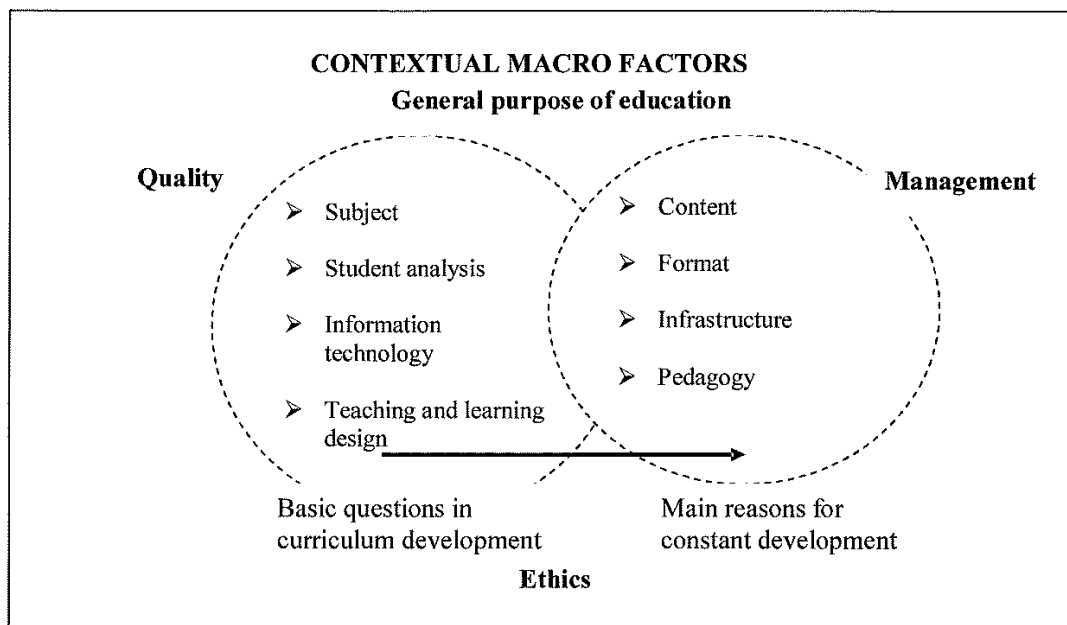 CONTEXTUAL MACRO FACTORS
General purpose of education
Quality
Management
➢ Subject
➢ Student analysis
➢ Information
technology
➢ Teaching and learning
design
➢ Content
➢ Format
➢ Infrastructure
➢ Pedagogy
Basic questions in
curriculum development
Main reasons for
constant development
Ethics